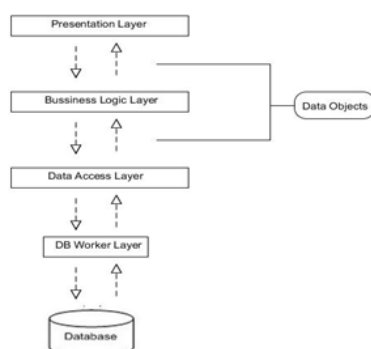 Presentation Layer
Bussiness Logic Layer
Data Objects
Data Access Layer
DB Worker Layer
Database